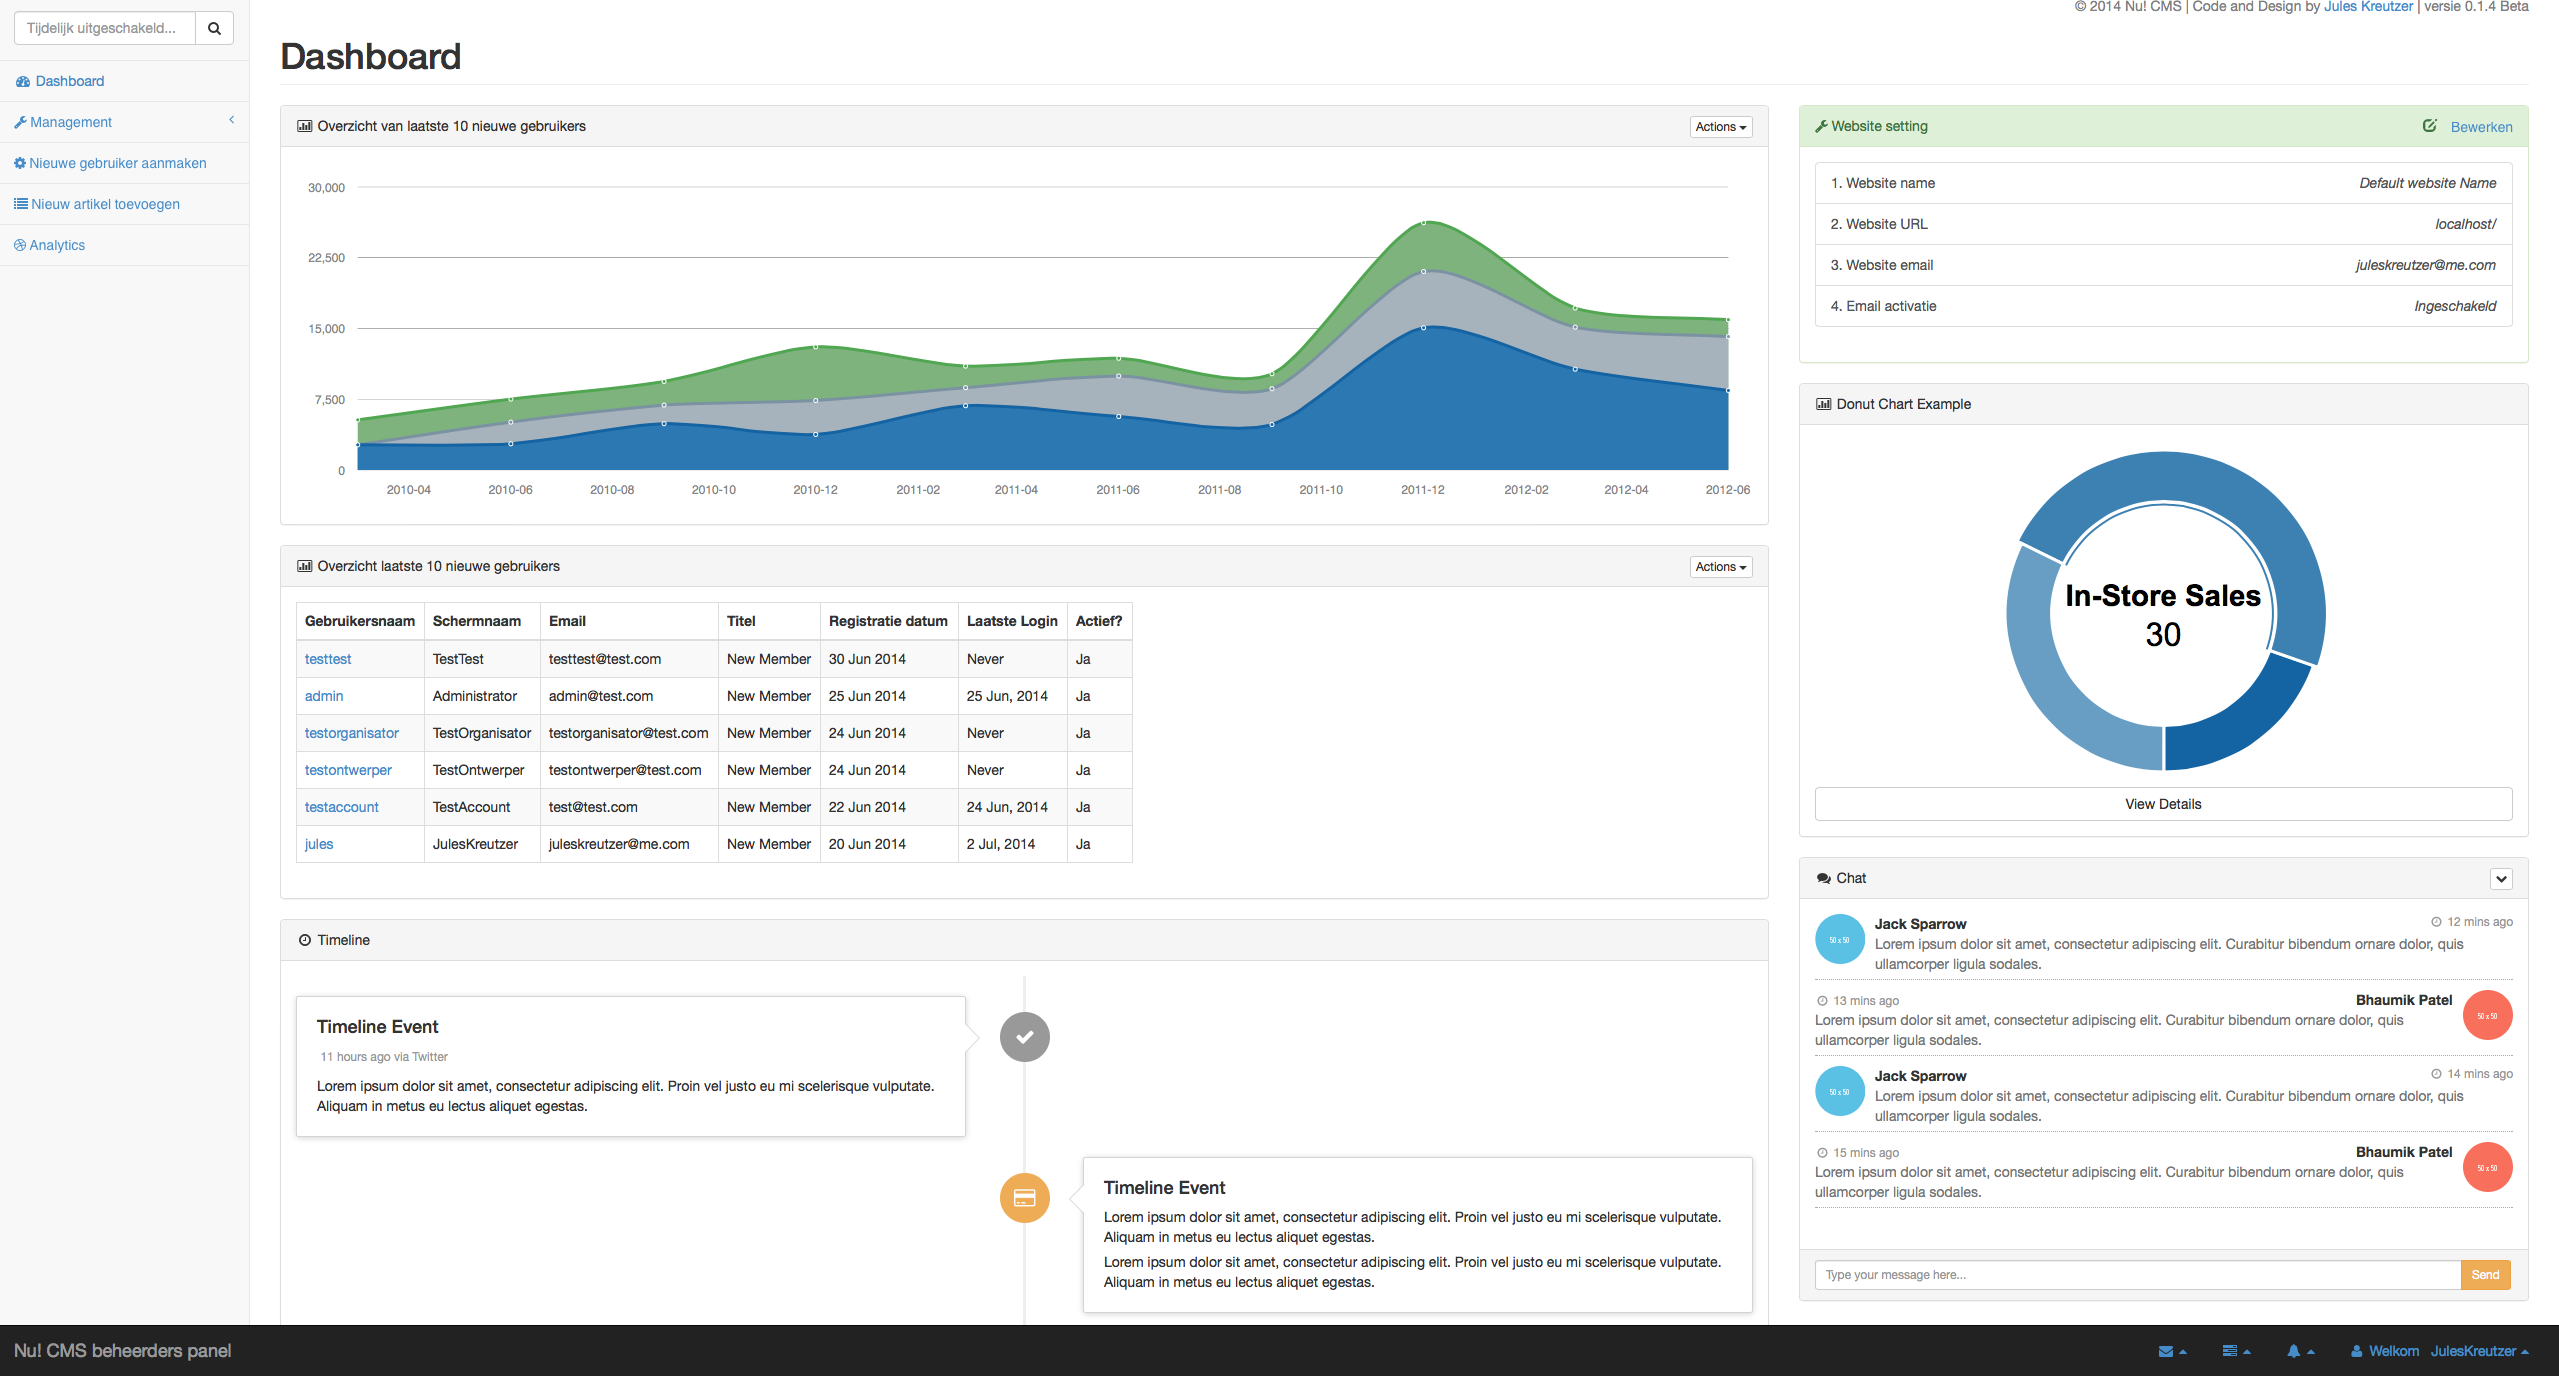 Tijdelijk uitgeschakeld...
Dashboard
Management
Nieuwe gebruiker aanmaken
Nieuw artikel toevoegen
Analytics
© 2014 Nu! CMS | Code and Design by Jules Kreutzer | versie 0.1.4 Beta
Dashboard
Overzicht van laatste 10 nieuwe gebruikers
Actions
30,000
22,500
15,000
7,500
0
2010-04 2010-06 2010-08 2010-10 2010-12 2011-02 2011-04 2011-06 2011-08 2011-10 2011-12 2012-02 2012-04 2012-06
Overzicht laatste 10 nieuwe gebruikers
Actions
Gebruikersnaam Schermnaam Email Titel Registratie datum Laatste Login Actief?
testtest TestTest testtest@test.com New Member 30 Jun 2014 Never Ja
admin Administrator admin@test.com New Member 25 Jun 2014 25 Jun, 2014 Ja
testorganisator TestOrganisator testorganisator@test.com New Member 24 Jun 2014 Never Ja
testontwerper TestOntwerper testontwerper@test.com New Member 24 Jun 2014 Never Ja
testaccount TestAccount test@test.com New Member 22 Jun 2014 24 Jun, 2014 Ja
jules JulesKreutzer juleskreutzer@me.com New Member 20 Jun 2014 2 Jul, 2014 Ja
Timeline
Timeline Event
11 hours ago via Twitter
Lorem ipsum dolor sit amet, consectetur adipiscing elit. Proin vel justo eu mi scelerisque vulputate.
Aliquam in metus eu lectus aliquet egestas.
Timeline Event
Lorem ipsum dolor sit amet, consectetur adipiscing elit. Proin vel justo eu mi scelerisque vulputate.
Aliquam in metus eu lectus aliquet egestas.
Lorem ipsum dolor sit amet, consectetur adipiscing elit. Proin vel justo eu mi scelerisque vulputate.
Aliquam in metus eu lectus aliquet egestas.
Website setting
Bewerken
1. Website name Default website Name
2. Website URL localhost/
3. Website email juleskreutzer@me.com
4. Email activatie Ingeschakeld
Donut Chart Example
In-Store Sales
30
View Details
Chat
50 x 50
Jack Sparrow 12 mins ago
Lorem ipsum dolor sit amet, consectetur adipiscing elit. Curabitur bibendum ornare dolor, quis
ullamcorper ligula sodales.
13 mins ago Bhaumik Patel
50 x 50
Lorem ipsum dolor sit amet, consectetur adipiscing elit. Curabitur bibendum ornare dolor, quis
ullamcorper ligula sodales.
50 x 50
Jack Sparrow 14 mins ago
Lorem ipsum dolor sit amet, consectetur adipiscing elit. Curabitur bibendum ornare dolor, quis
ullamcorper ligula sodales.
15 mins ago Bhaumik Patel
50 x 50
Lorem ipsum dolor sit amet, consectetur adipiscing elit. Curabitur bibendum ornare dolor, quis
ullamcorper ligula sodales.
Type your message here...
Send
Nu! CMS beheerders panel
Welkom JulesKreutzer